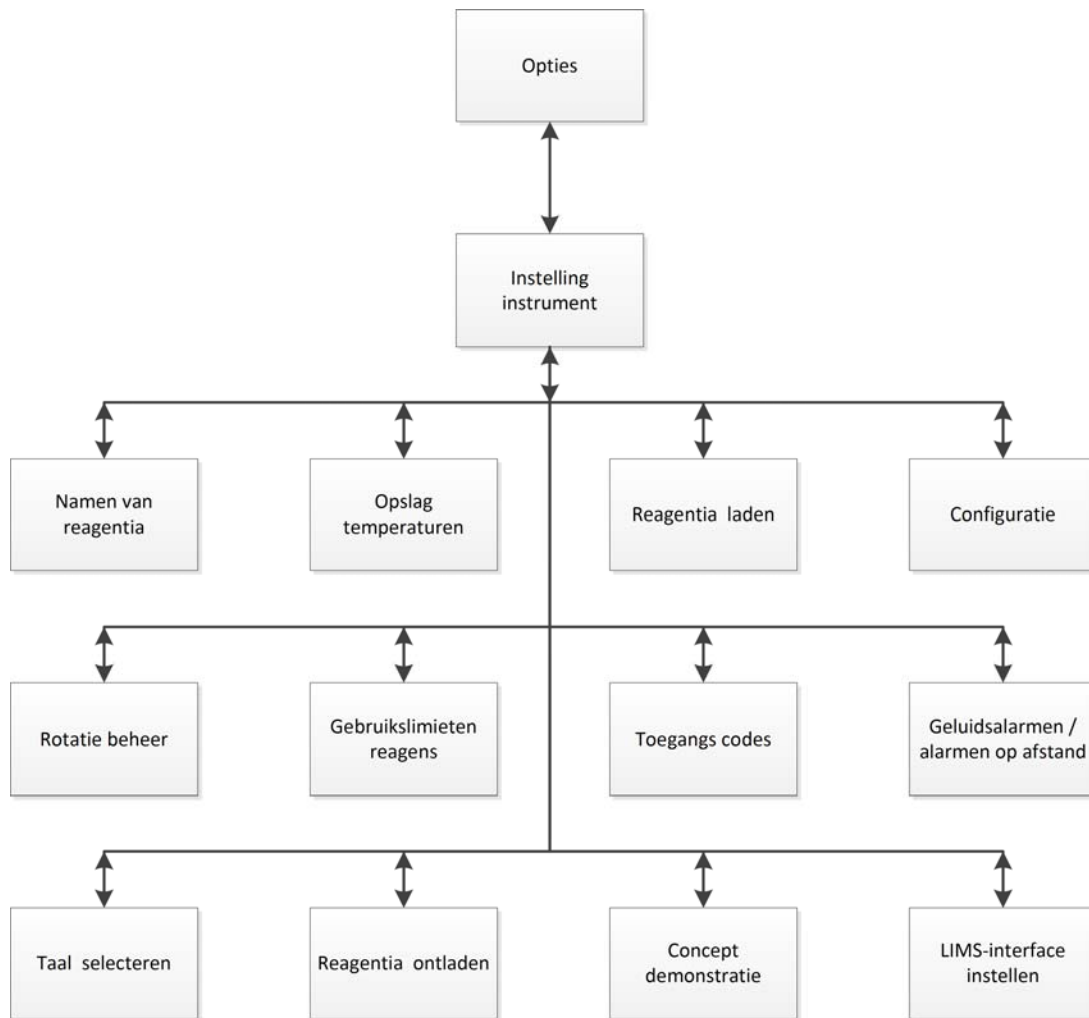 Opties
Instelling
instrument
Namen van
reagentia
Opslag
temperaturen
Reagentia laden
Configuratie
Rotatie beheer
Gebruikslimieten
reagens
Toegangs codes
Geluidsalarmen /
alarmen op afstand
Taal selecteren
Reagentia ontladen
Concept
demonstratie
LIMS-interface
instellen